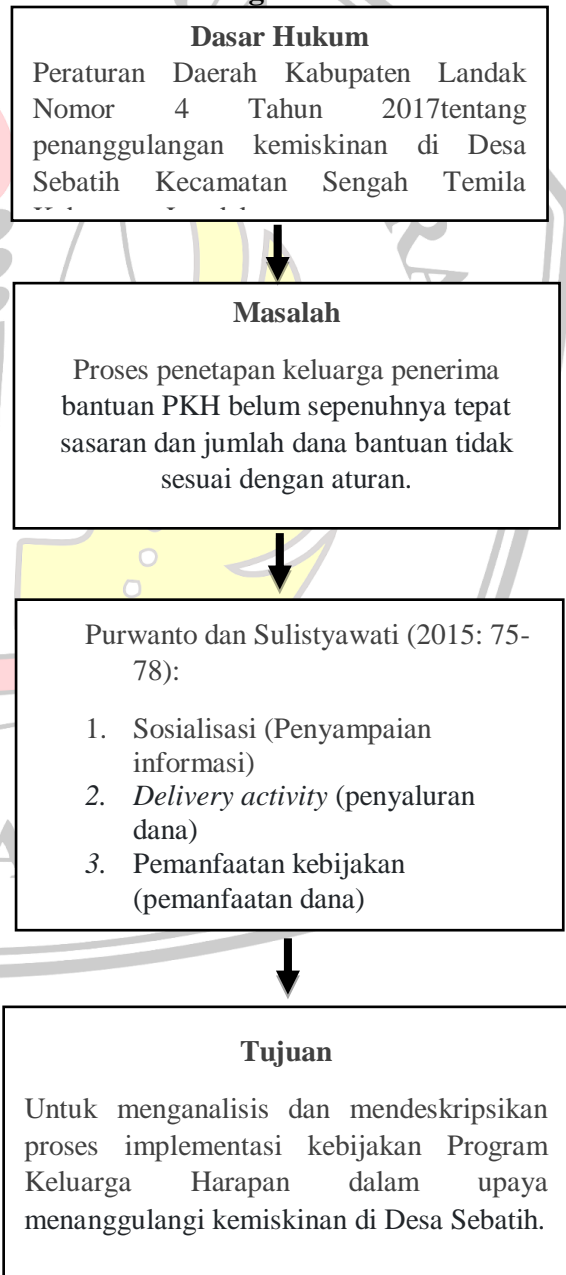 Dasar Hukum
Peraturan Daerah Kabupaten Landak
Nomor 4 Tahun 2017tentang
penanggulangan kemiskinan di Desa
Sebatih Kecamatan Sengah Temila
Masalah
Proses penetapan keluarga penerima
bantuan PKH belum sepenuhnya tepat
sasaran dan jumlah dana bantuan tidak
sesuai dengan aturan.
Purwanto dan Sulistyawati (2015: 75-
78):
1. Sosialisasi (Penyampaian
informasi)
2. Delivery activity (penyaluran
dana)
3. Pemanfaatan kebijakan
(pemanfaatan dana)
Tujuan
Untuk menganalisis dan mendeskripsikan
proses implementasi kebijakan Program
Keluarga Harapan dalam upaya
menanggulangi kemiskinan di Desa Sebatih.